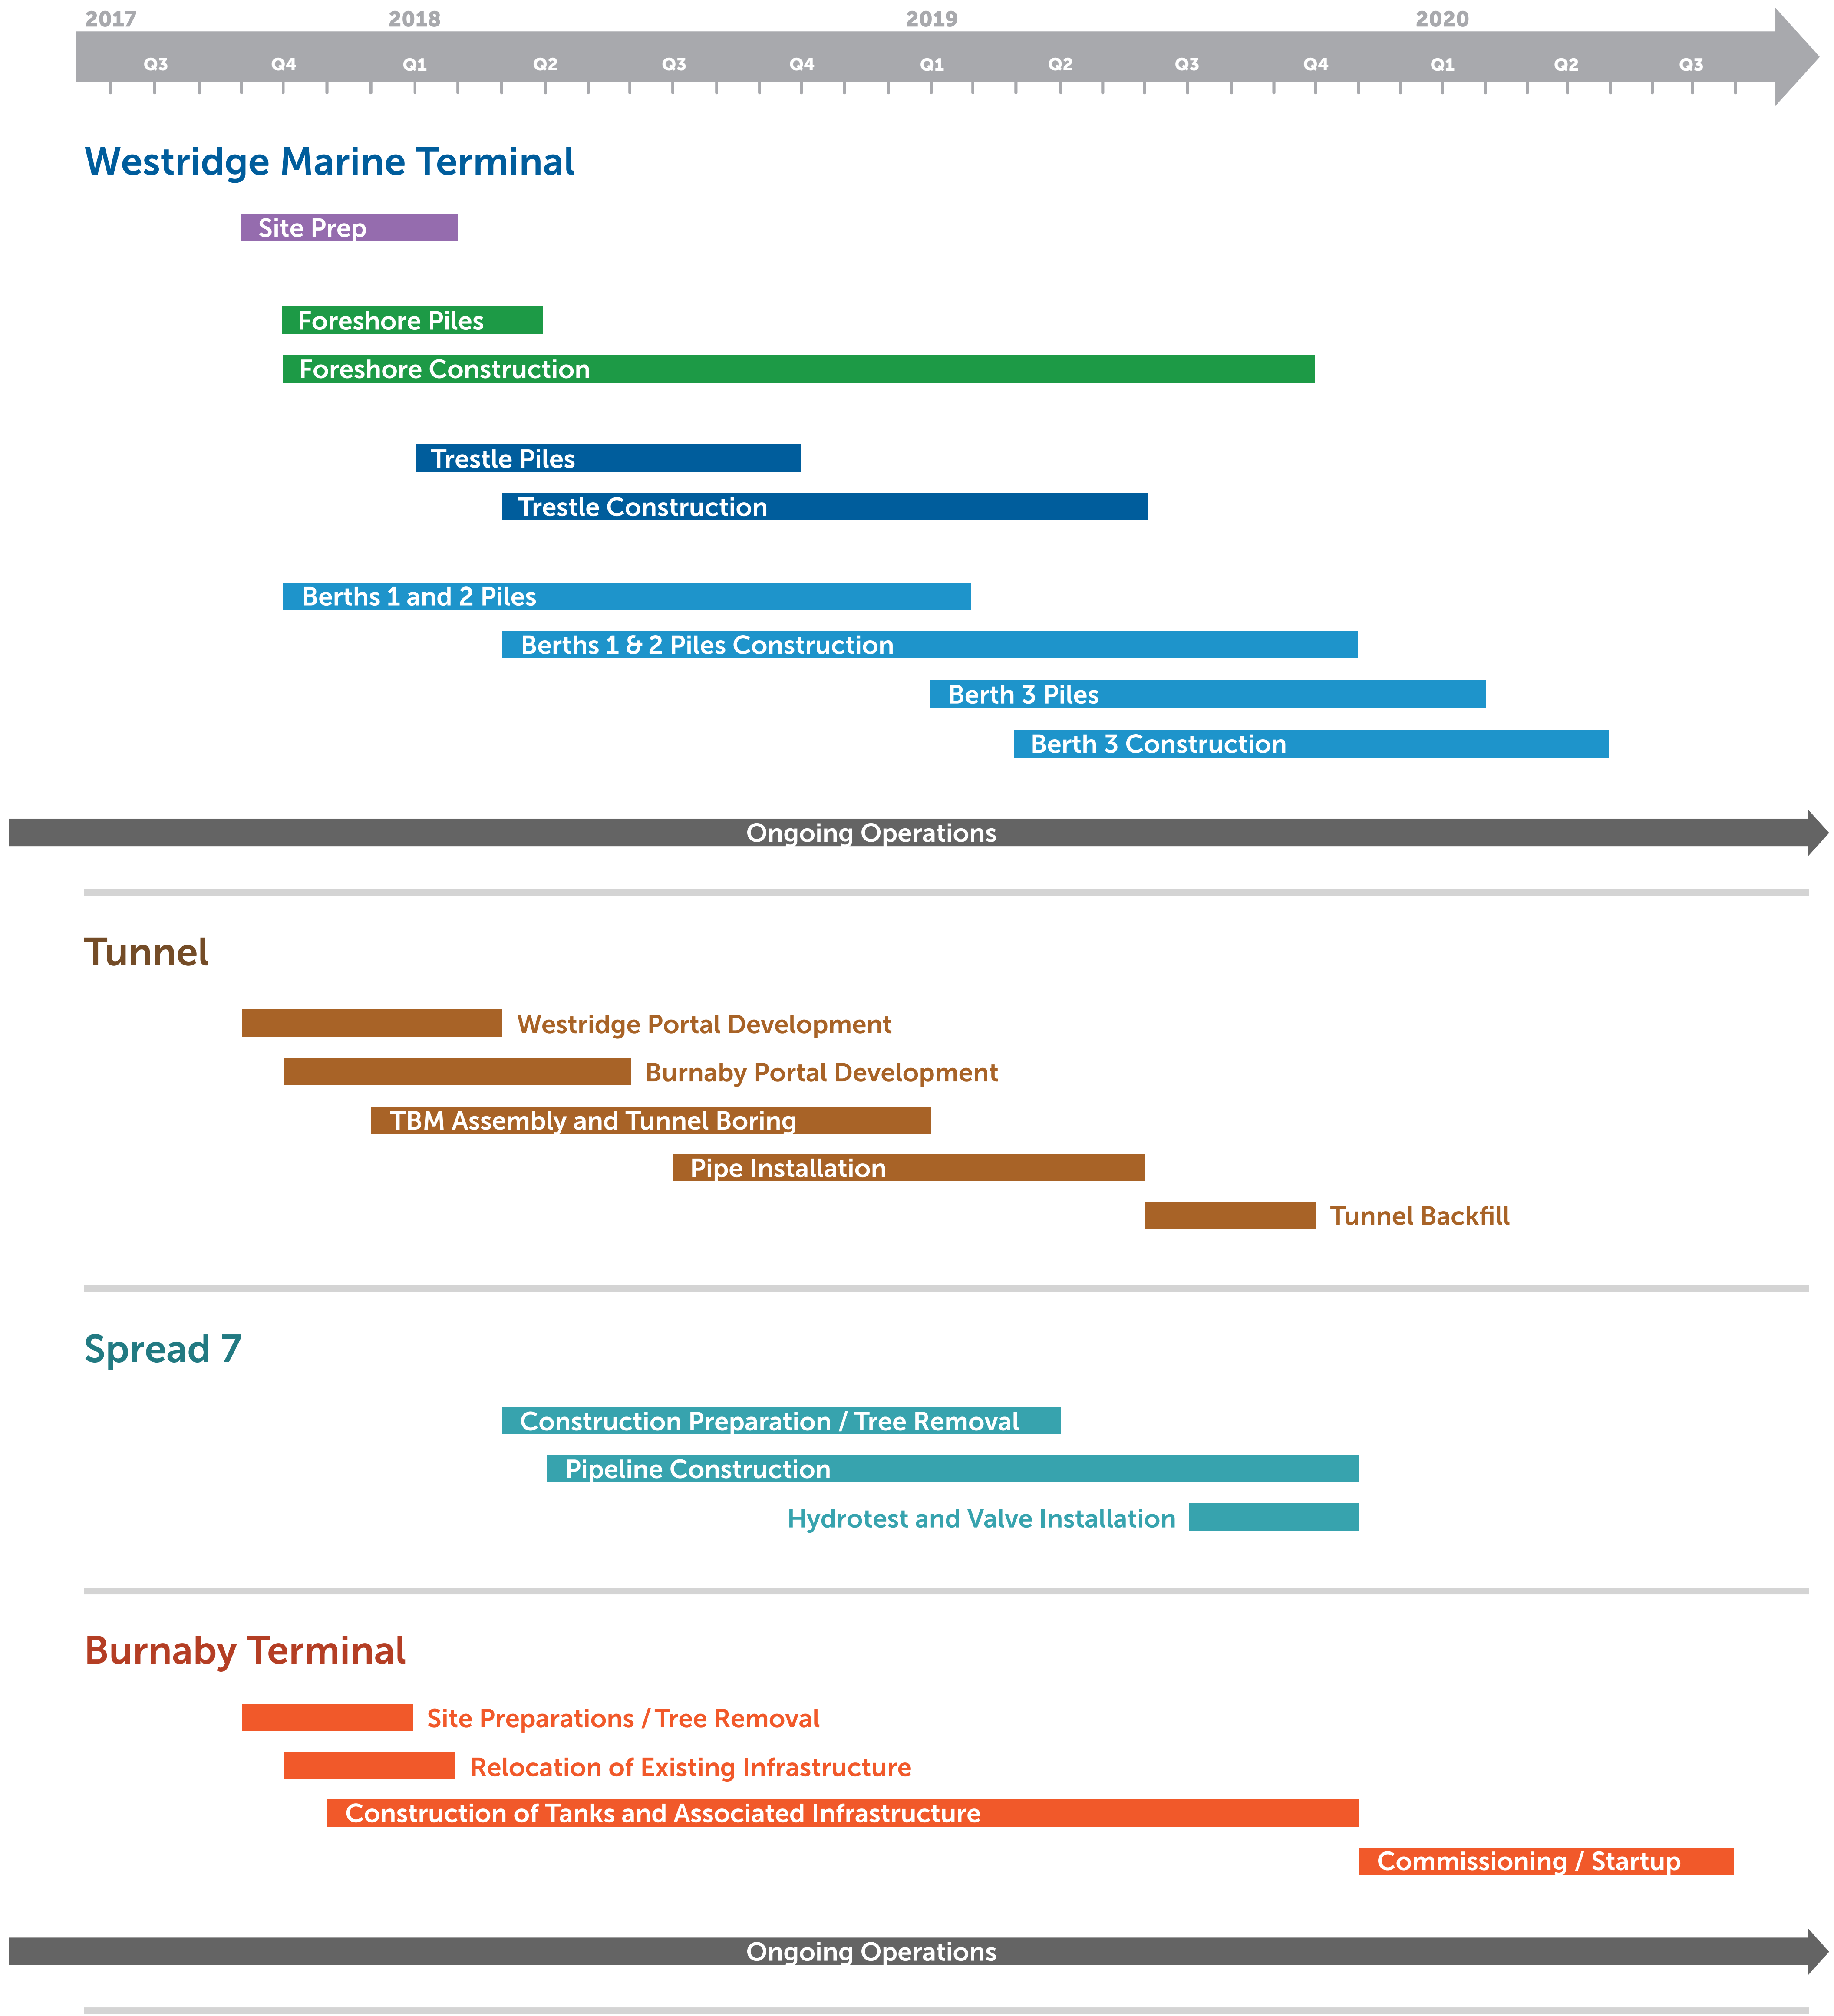 2017 2018 2019 2020
Q3 Q4 Q1 Q2 Q3 Q4 Q1 Q2 Q3 Q4 Q1 Q2 Q3
Westridge Marine Terminal
Site Prep
Foreshore Piles
Foreshore Construction
Trestle Piles
Trestle Construction
Berths 1 and 2 Piles
Berths 1 & 2 Piles Construction
Berth 3 Piles
Berth 3 Construction
Ongoing Operations
Tunnel
Westridge Portal Development
Burnaby Portal Development
TBM Assembly and Tunnel Boring
Pipe Installation
Tunnel Backfill
Spread 7
Construction Preparation / Tree Removal
Pipeline Construction
Hydrotest and Valve Installation
Burnaby Terminal
Site Preparations / Tree Removal
Relocation of Existing Infrastructure
Construction of Tanks and Associated Infrastructure
Commissioning / Startup
Ongoing Operations